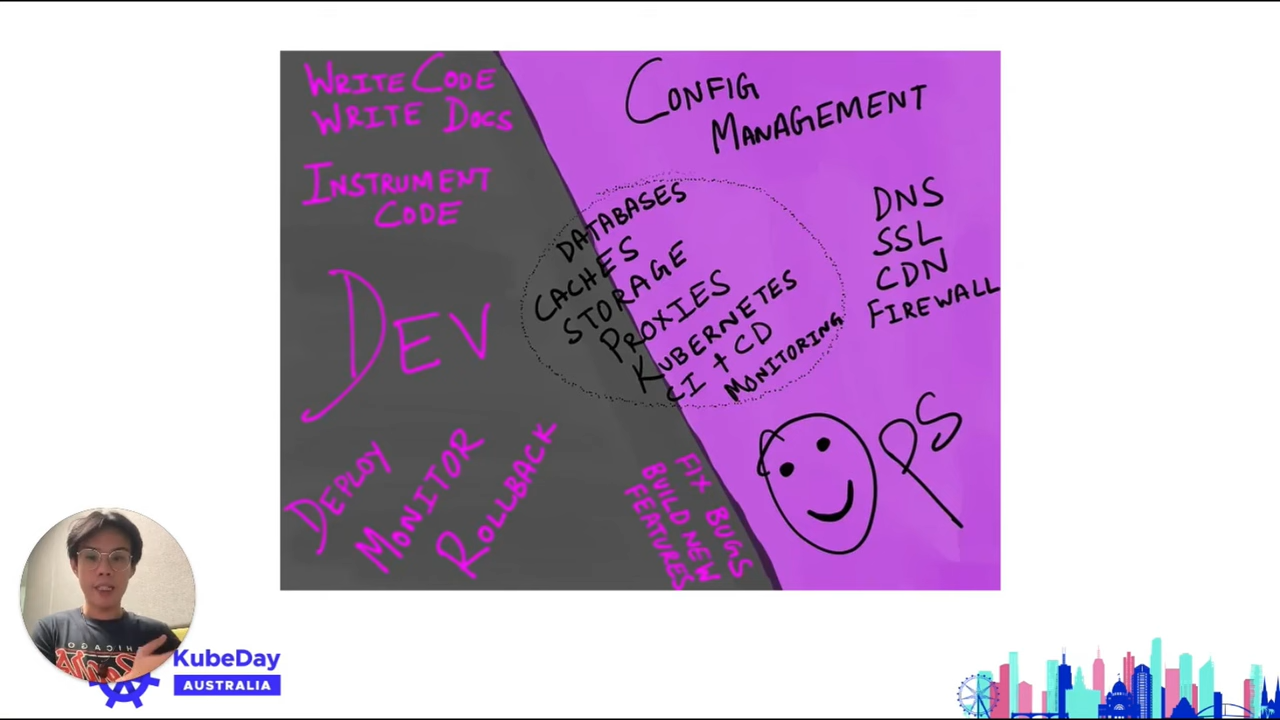 WRITE CODE
WRITE DOCS
INSTRUMENT
CODE
DEV
DEPLOY
MONITOR
ROLLBACK
FIX BUGS
BUILD NEW
FEATURES
DATABASES
CACHES
STORAGE
PROXIES
KUBERNETES
CI + CD
MONITORING
CONFIG
MANAGEMENT
DNS
SSL
CDN
FIREWALL
OPS
CHICAGO
KubeDay
AUSTRALIA